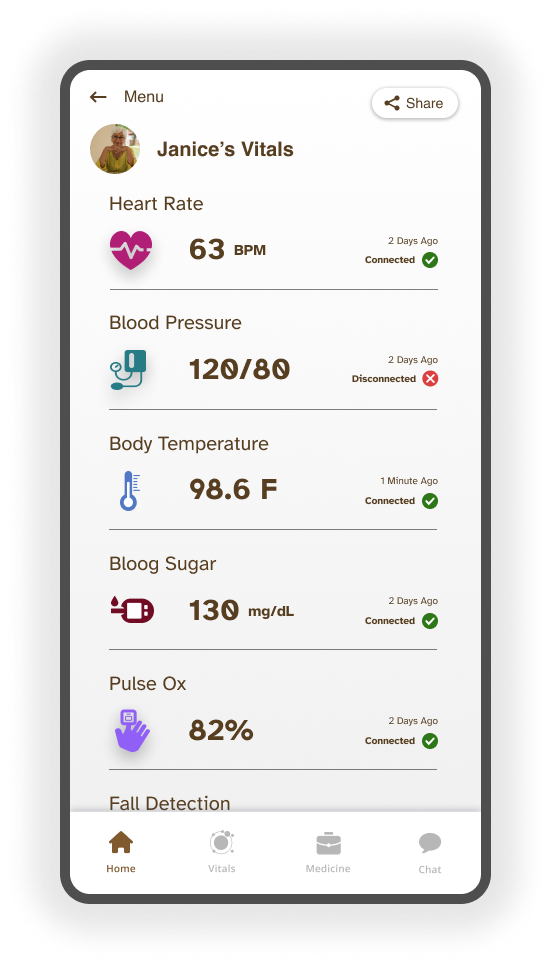 Menu
Share
Janice’s Vitals
Heart Rate
63 BPM
2 Days Ago
Connected
Blood Pressure
120/80
2 Days Ago
Disconnected
Body Temperature
98.6 F
1 Minute Ago
Connected
Bloog Sugar
130 mg/dL
2 Days Ago
Connected
Pulse Ox
82%
2 Days Ago
Connected
Fall Detection
Home
Vitals
Medicine
Chat